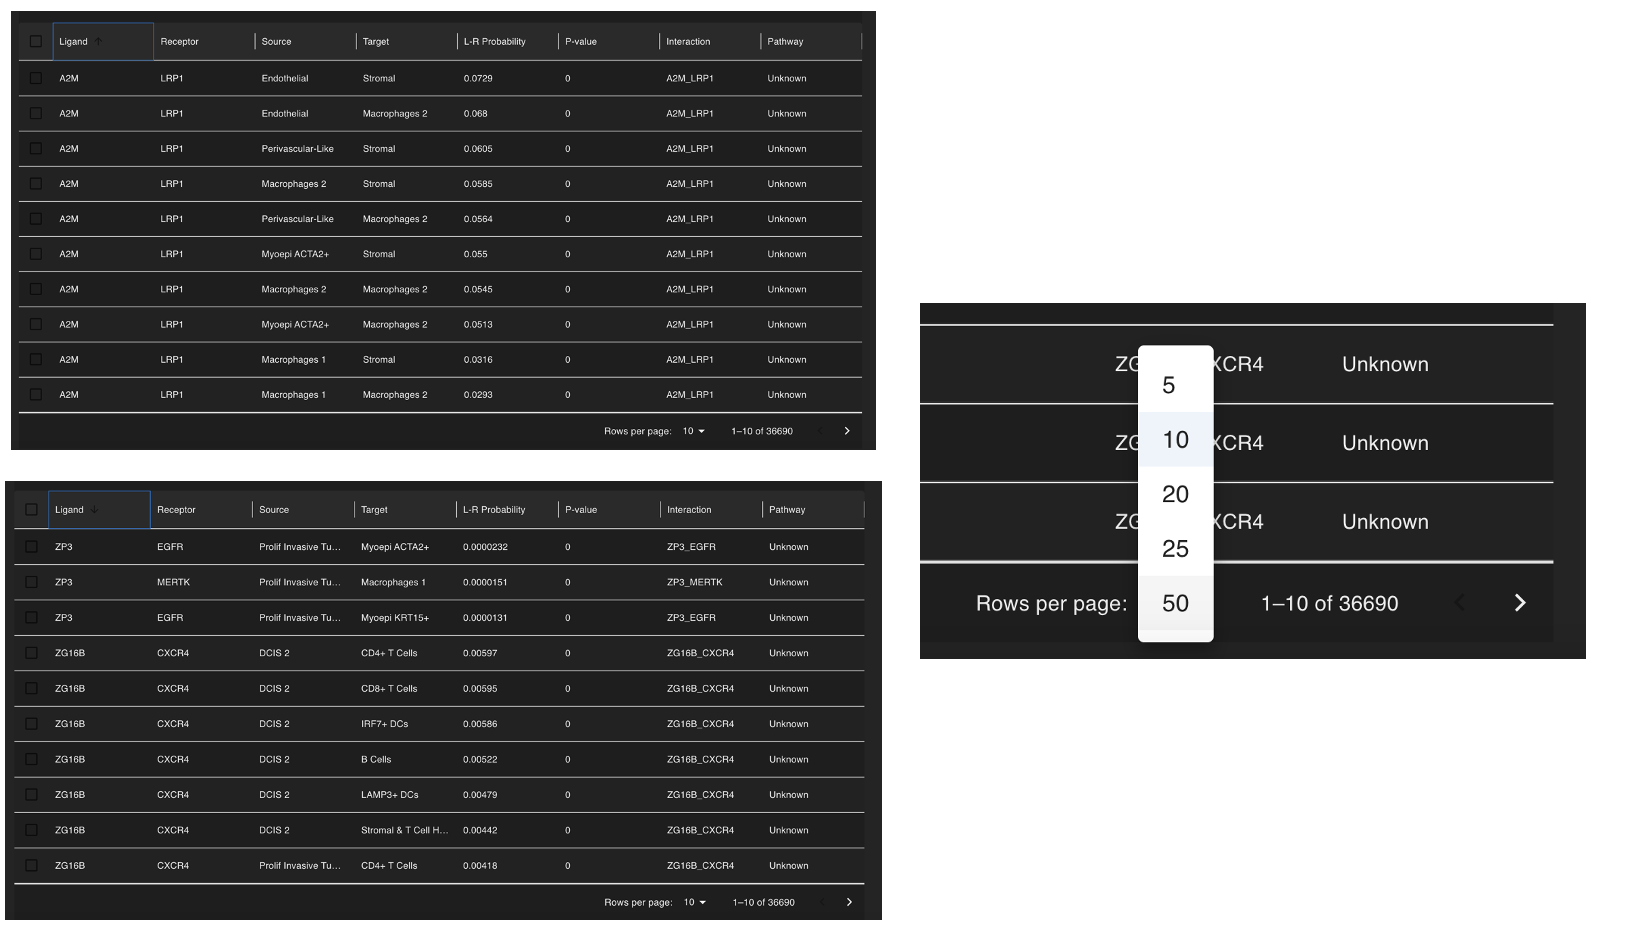 Ligand ↑ Receptor Source Target L-R Probability P-value Interaction Pathway
A2M LRP1 Endothelial Stromal 0.0729 0 A2M_LRP1 Unknown
A2M LRP1 Endothelial Macrophages 2 0.068 0 A2M_LRP1 Unknown
A2M LRP1 Perivascular-Like Stromal 0.0605 0 A2M_LRP1 Unknown
A2M LRP1 Macrophages 2 Stromal 0.0585 0 A2M_LRP1 Unknown
A2M LRP1 Perivascular-Like Macrophages 2 0.0564 0 A2M_LRP1 Unknown
A2M LRP1 Myoepi ACTA2+ Stromal 0.055 0 A2M_LRP1 Unknown
A2M LRP1 Macrophages 2 Macrophages 2 0.0545 0 A2M_LRP1 Unknown
A2M LRP1 Myoepi ACTA2+ Macrophages 2 0.0513 0 A2M_LRP1 Unknown
A2M LRP1 Macrophages 1 Stromal 0.0316 0 A2M_LRP1 Unknown
A2M LRP1 Macrophages 1 Macrophages 2 0.0293 0 A2M_LRP1 Unknown
Rows per page: 10 1–10 of 36690
Ligand ↓ Receptor Source Target L-R Probability P-value Interaction Pathway
ZP3 EGFR Prolif Invasive Tu... Myoepi ACTA2+ 0.0000232 0 ZP3_EGFR Unknown
ZP3 MERTK Prolif Invasive Tu... Macrophages 1 0.0000151 0 ZP3_MERTK Unknown
ZP3 EGFR Prolif Invasive Tu... Myoepi KRT15+ 0.0000131 0 ZP3_EGFR Unknown
ZG16B CXCR4 DCIS 2 CD4+ T Cells 0.00597 0 ZG16B_CXCR4 Unknown
ZG16B CXCR4 DCIS 2 CD8+ T Cells 0.00595 0 ZG16B_CXCR4 Unknown
ZG16B CXCR4 DCIS 2 IRF7+ DCs 0.00586 0 ZG16B_CXCR4 Unknown
ZG16B CXCR4 DCIS 2 B Cells 0.00522 0 ZG16B_CXCR4 Unknown
ZG16B CXCR4 DCIS 2 LAMP3+ DCs 0.00479 0 ZG16B_CXCR4 Unknown
ZG16B CXCR4 DCIS 2 Stromal & T Cell H... 0.00442 0 ZG16B_CXCR4 Unknown
ZG16B CXCR4 Prolif Invasive Tu... CD4+ T Cells 0.00418 0 ZG16B_CXCR4 Unknown
Rows per page: 10 1–10 of 36690
ZG XCR4 Unknown
5
10
ZG XCR4 Unknown
20
ZG XCR4 Unknown
25
Rows per page: 50 1–10 of 36690